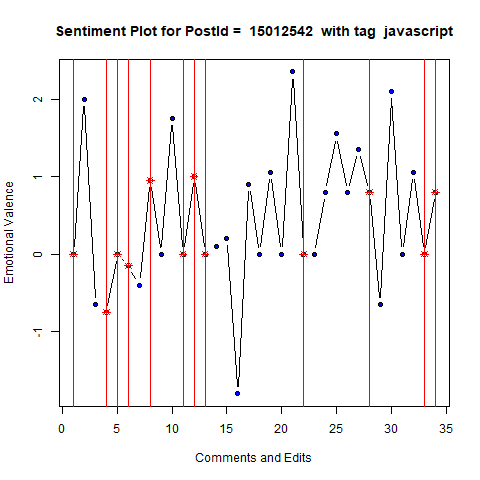 Sentiment Plot for PostId =  15012542  with tag  javascript
Emotional Valence
2
1
0
-1
0 5 10 15 20 25 30 35
Comments and Edits